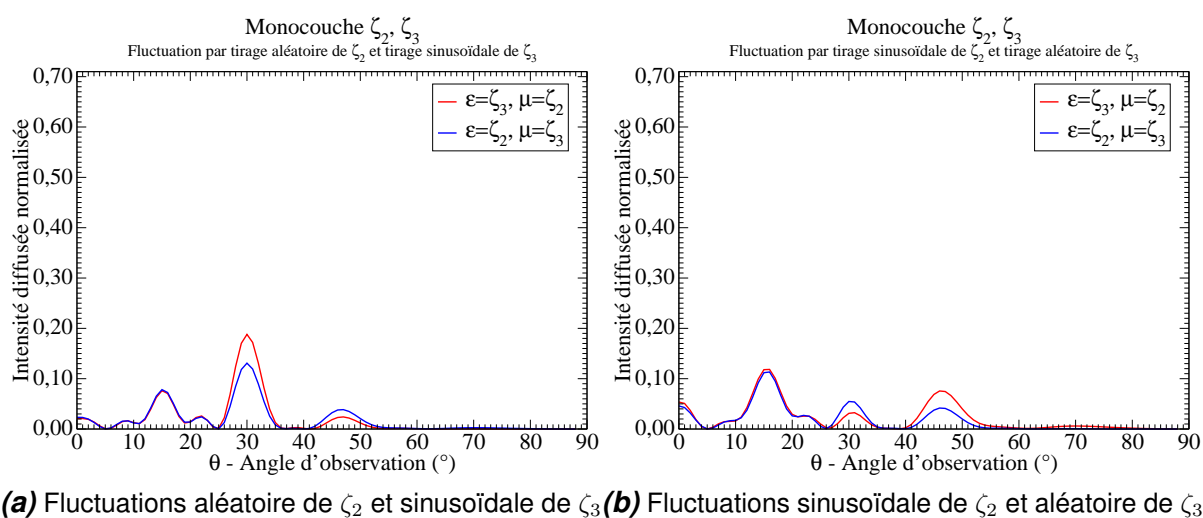 Monocouche ζ2, ζ3
Fluctuation par tirage aléatoire de ζ2 et tirage sinusoïdale de ζ3
0,70
0,60
0,50
0,40
0,30
0,20
0,10
0,00
Intensité diffusée normalisée
ε=ζ3, μ=ζ2
ε=ζ2, μ=ζ3
0 10 20 30 40 50 60 70 80 90
θ - Angle d'observation (°)
(a) Fluctuations aléatoire de ζ2 et sinusoïdale de ζ3
Monocouche ζ2, ζ3
Fluctuation par tirage sinusoïdale de ζ2 et tirage aléatoire de ζ3
0,70
0,60
0,50
0,40
0,30
0,20
0,10
0,00
Intensité diffusée normalisée
ε=ζ3, μ=ζ2
ε=ζ2, μ=ζ3
0 10 20 30 40 50 60 70 80 90
θ - Angle d'observation (°)
(b) Fluctuations sinusoïdale de ζ2 et aléatoire de ζ3